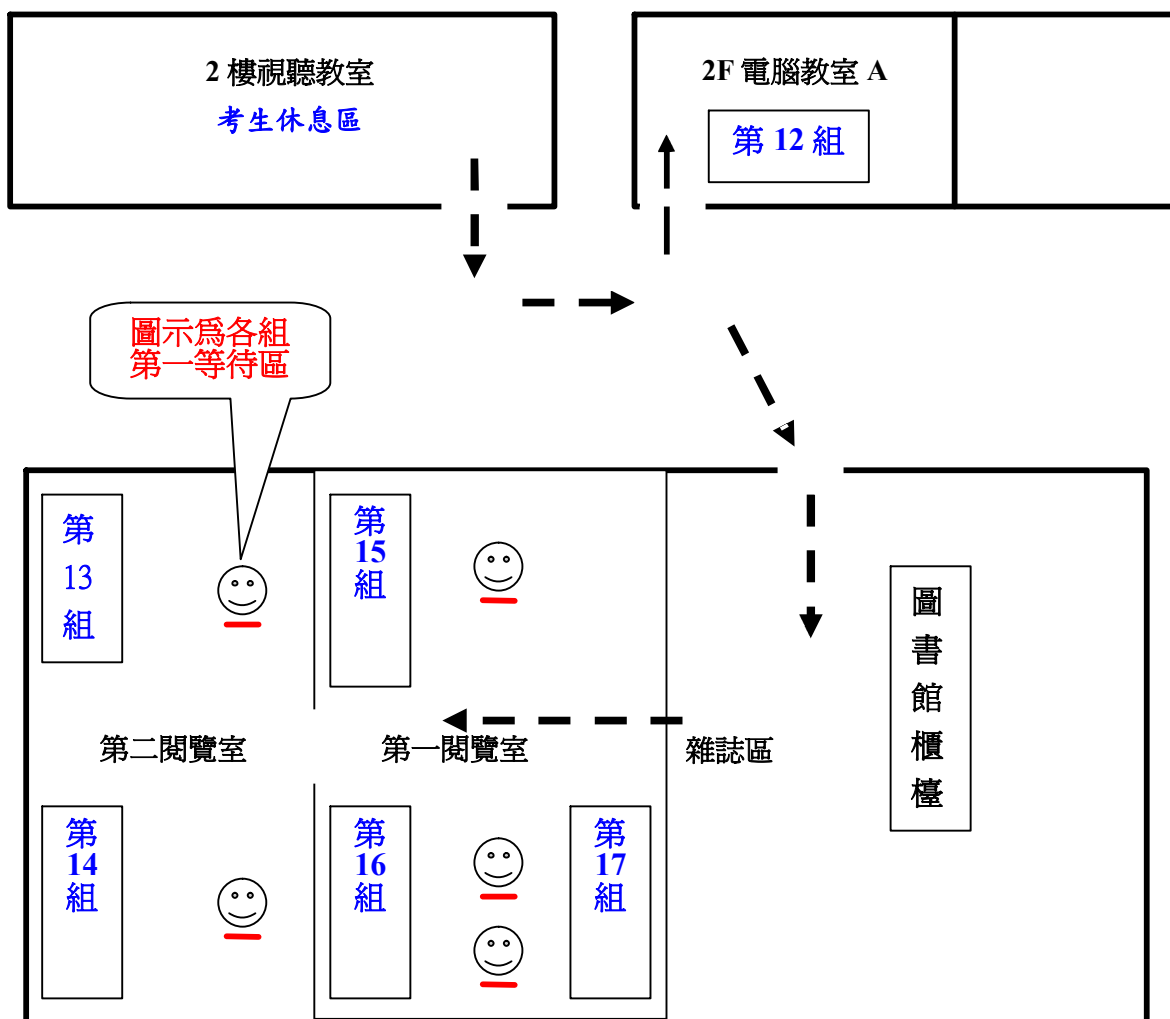 2 樓視聽教室
考生休息區
2F 電腦教室 A
第 12 組
圖示為各組
第一等待區
第
13
組
第
15
組
圖
書
館
櫃
檯
第二閱覽室
第一閱覽室
雜誌區
第
14
組
第
16
組
第
17
組